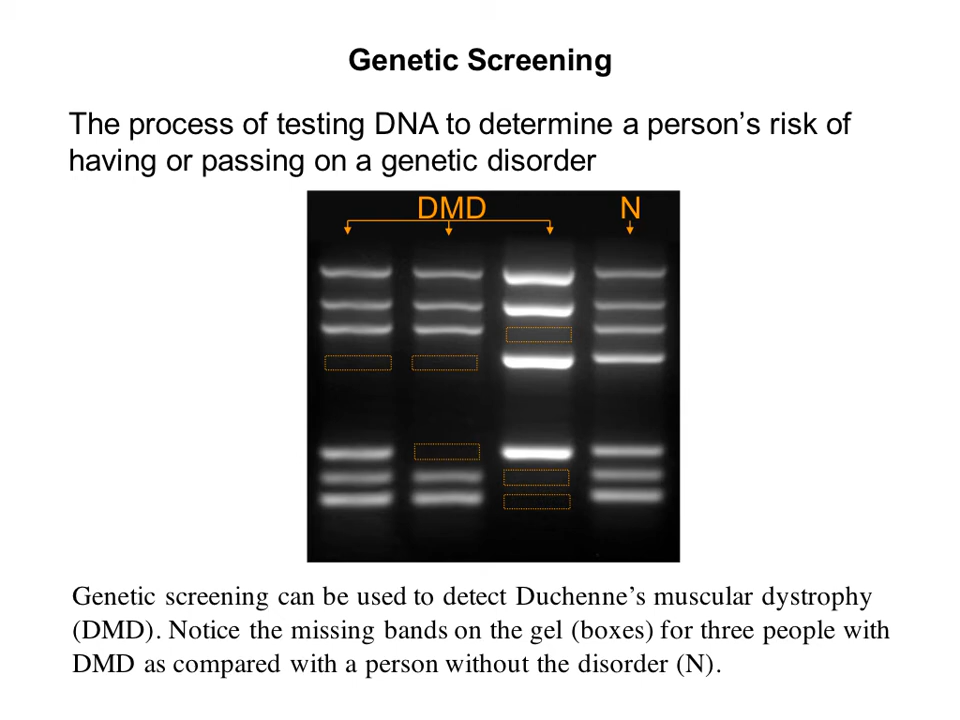 Genetic Screening
The process of testing DNA to determine a person’s risk of
having or passing on a genetic disorder
DMD
N
Genetic screening can be used to detect Duchenne’s muscular dystrophy
(DMD). Notice the missing bands on the gel (boxes) for three people with
DMD as compared with a person without the disorder (N).